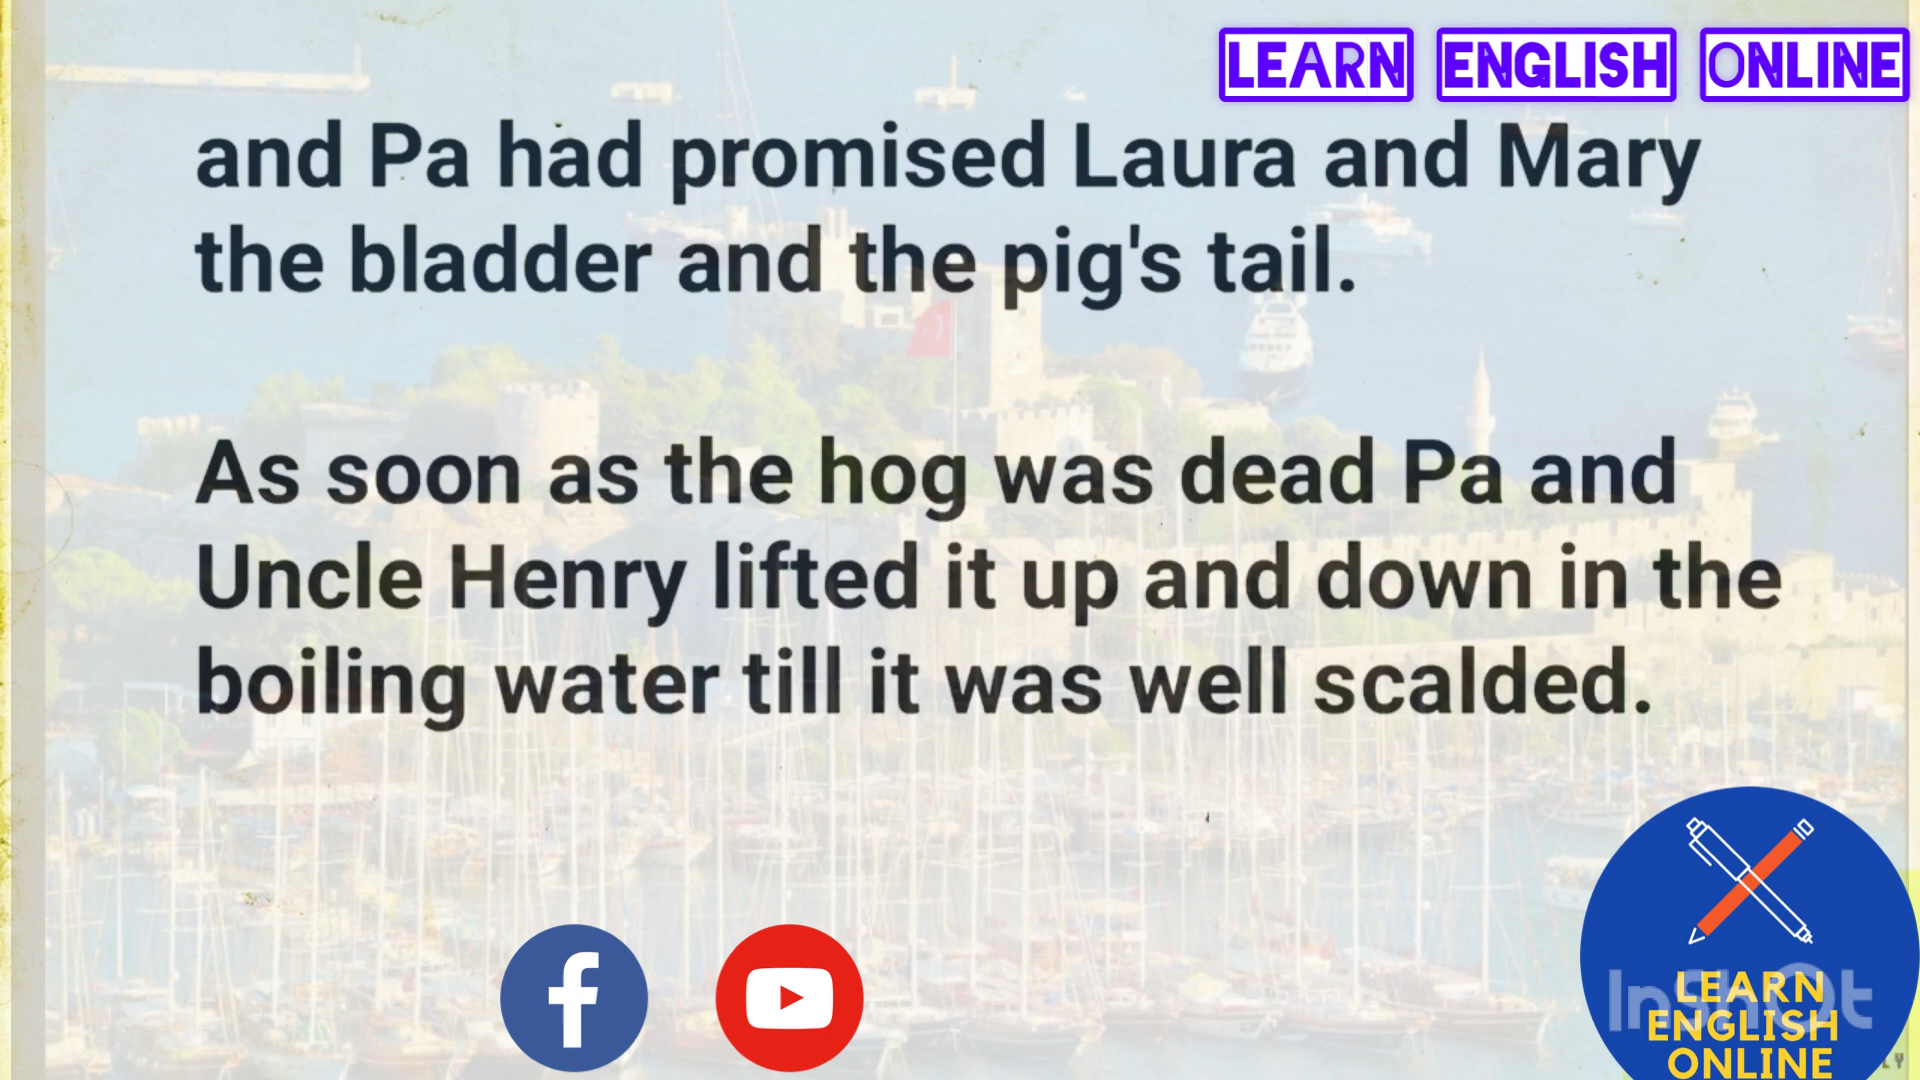 LEARN ENGLISH ONLINE
and Pa had promised Laura and Mary
the bladder and the pig's tail.
As soon as the hog was dead Pa and
Uncle Henry lifted it up and down in the
boiling water till it was well scalded.
InShOt
LEARN
ENGLISH
ONLINE